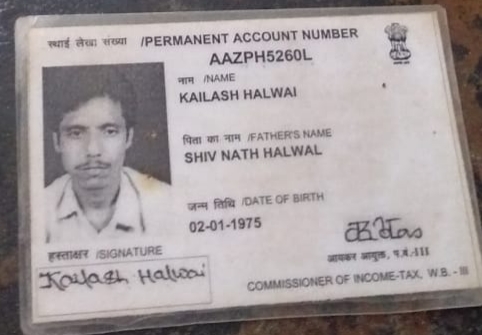 स्थाई लेखा संख्या /PERMANENT ACCOUNT NUMBER
AAZPH5260L
नाम /NAME
KAILASH HALWAI
पिता का नाम /FATHER'S NAME
SHIV NATH HALWAL
जन्म तिथि /DATE OF BIRTH
02-01-1975
हस्ताक्षर /SIGNATURE
Kailash Halwai
आयकर आयुक्त, प.बं.-III
COMMISSIONER OF INCOME-TAX, W.B. - III